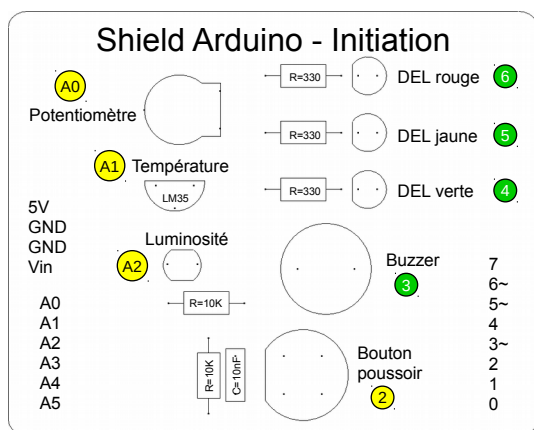 Shield Arduino - Initiation
A0
Potentiomètre
R=330
DEL rouge
6
R=330
DEL jaune
5
A1
Température
LM35
R=330
DEL verte
4
5V
GND
GND
Vin
Luminosité
A2
R=10K
Buzzer
3
A0
A1
A2
A3
A4
A5
R=10K
C=10nF
Bouton
poussoir
2
7
6~
5~
4
3~
2
1
0